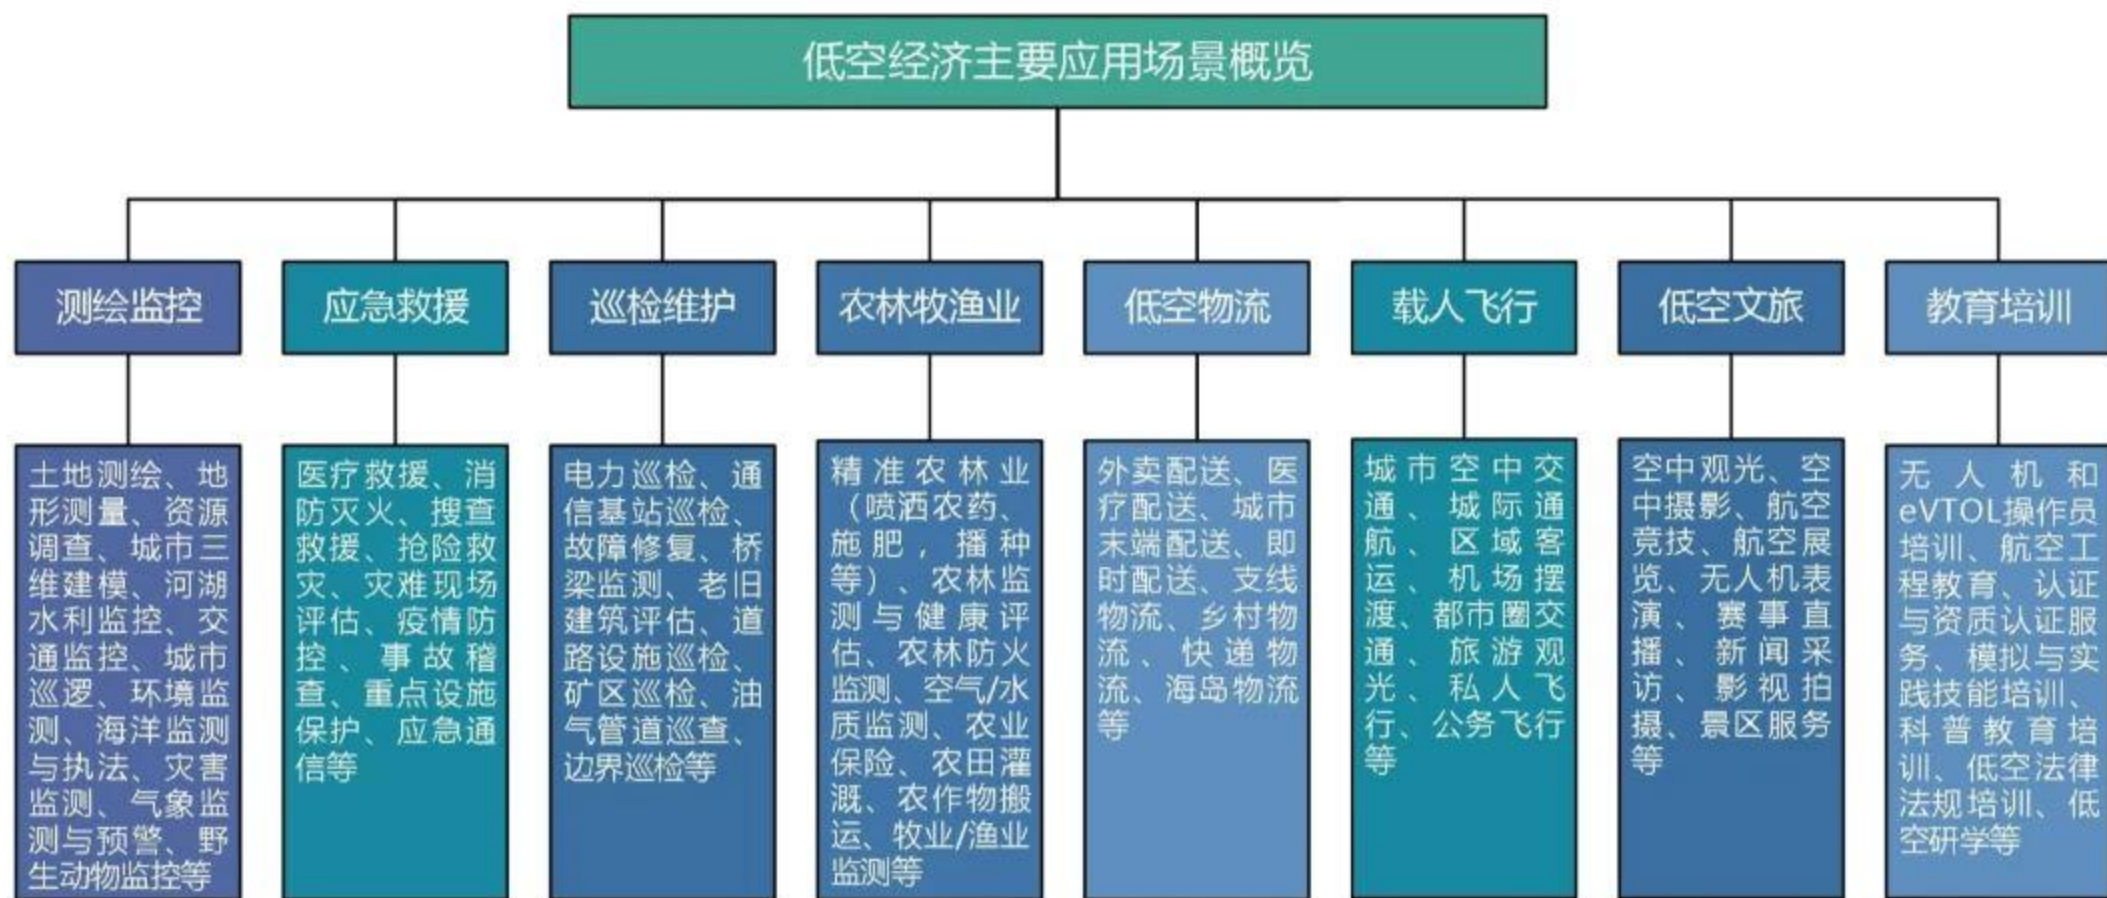 低空经济主要应用场景概览
测绘监控
应急救援
巡检维护
农林牧渔业
低空物流
载人飞行
低空文旅
教育培训
土地测绘、地
形测量、资源
调查、城市三
维建模、河湖
水利监控、交
通监控、城市
巡逻、环境监
测、海洋监测
与执法、灾害
监测、气象监
测与预警、野
生动物监控等
医疗救援、消
防灭火、搜查
救援、抢险救
灾、灾难现场
评估、疫情防
控、事故稽
查、重点设施
保护、应急通
信等
电力巡检、通
信基站巡检、
故障修复、桥
梁监测、老旧
建筑评估、道
路设施巡检、
矿区巡检、油
气管道巡查、
边界巡检等
精准农林业
（喷洒农药、
施肥，播种
等）、农林监
测与健康评
估、农林防火
监测、空气/水
质监测、农业
保险、农田灌
溉、农作物搬
运、牧业/渔业
监测等
外卖配送、医
疗配送、城市
末端配送、即
时配送、支线
物流、乡村物
流、快递物
流、海岛物流
等
城市空中交
通、城际通
航、区域客
运、机场摆
渡、都市圈交
通、旅游观
光、私人飞
行、公务飞行
等
空中观光、空
中摄影、航空
竞技、航空展
览、无人机表
演、赛事直
播、新闻采
访、影视拍
摄、景区服务
等
无人机和
eVTOL操作员
培训、航空工
程教育、认证
与资质认证服
务、模拟与实
践技能培训、
科普教育培
训、低空法律
法规培训、低
空研学等